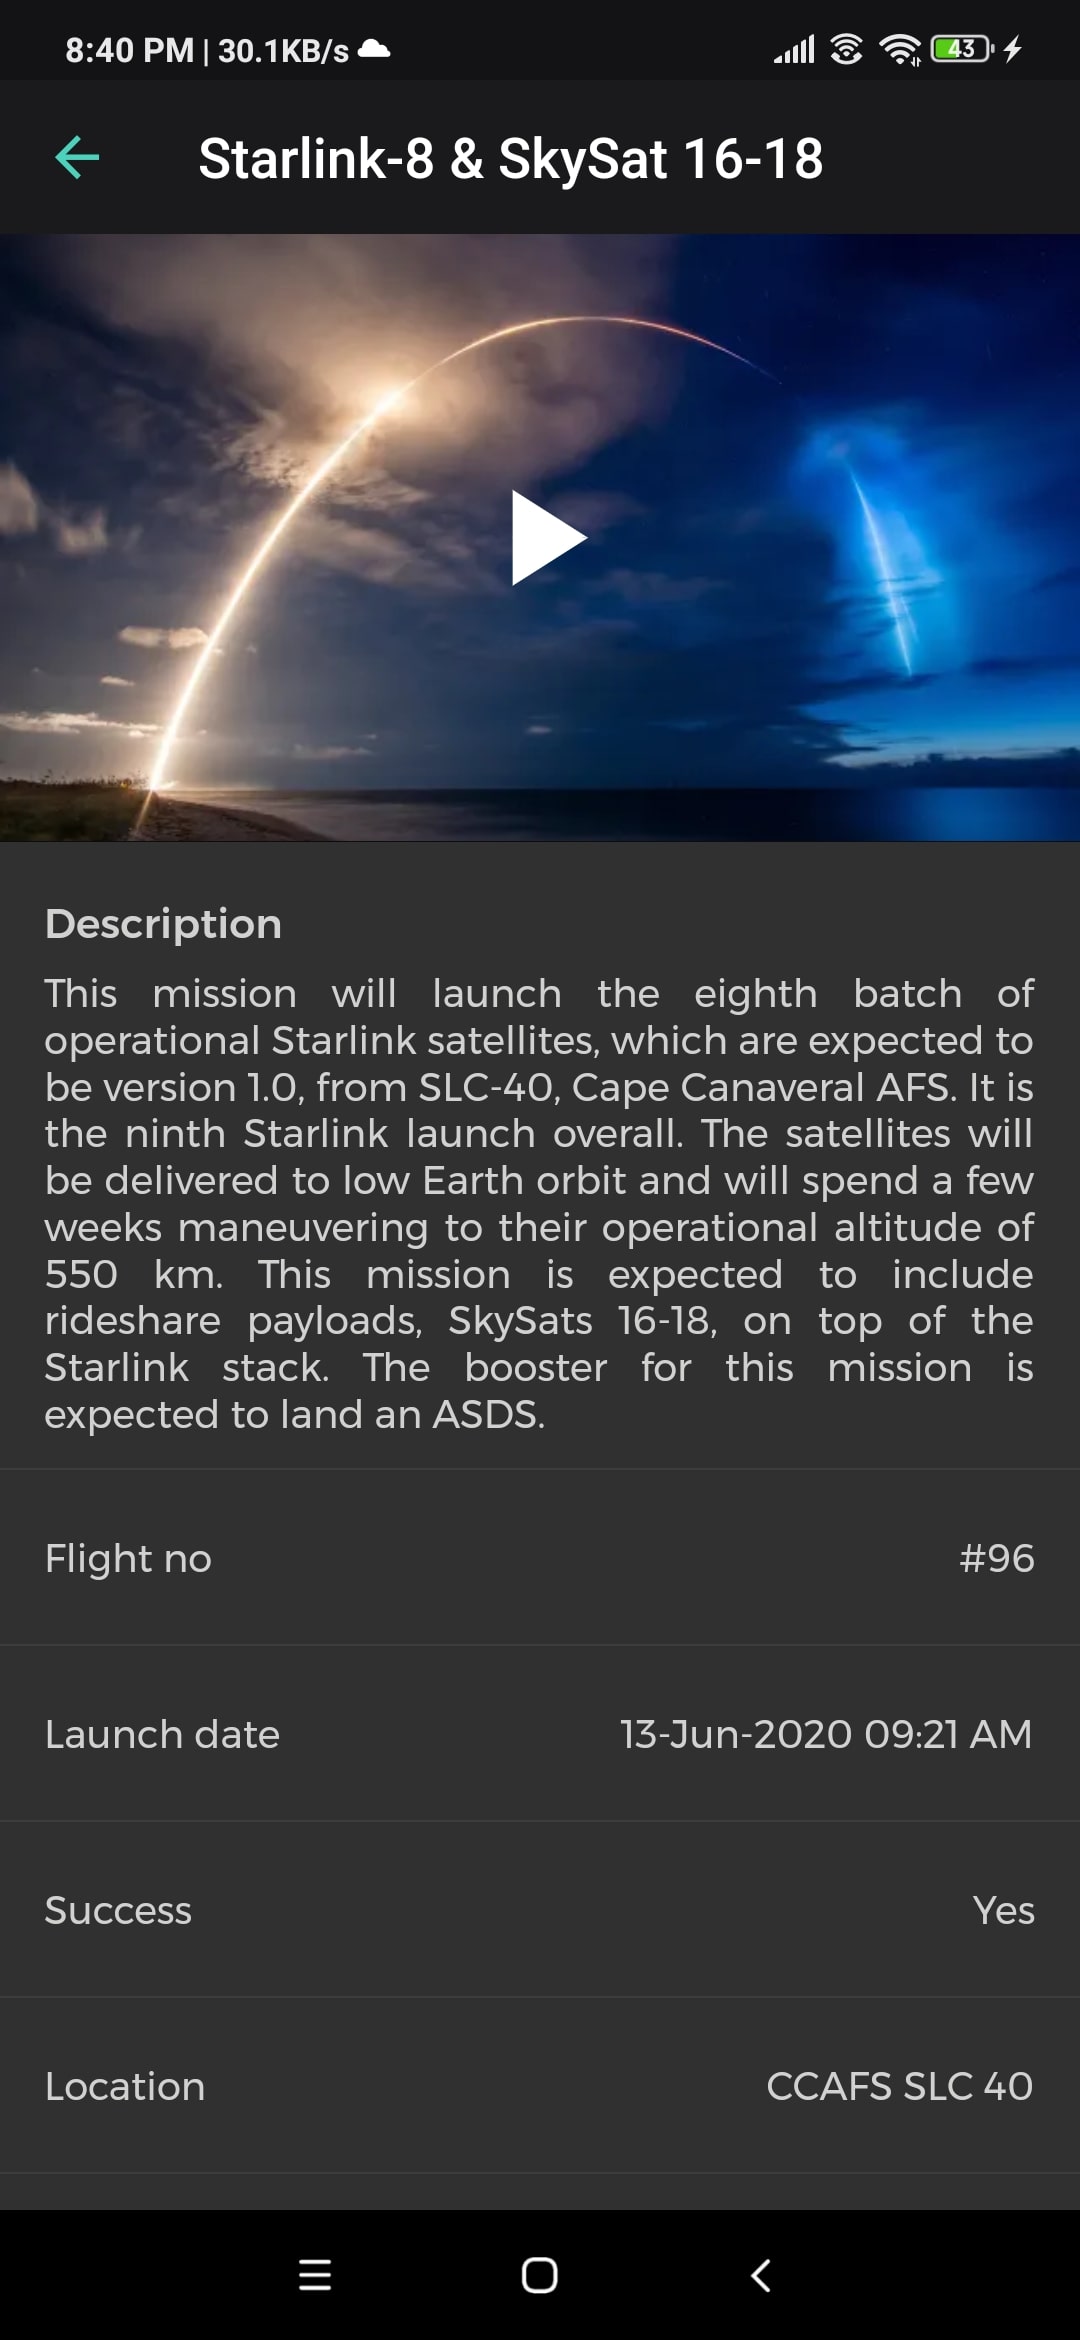 8:40 PM | 30.1KB/s
43
Starlink-8 & SkySat 16-18
Description
This mission will launch the eighth batch of
operational Starlink satellites, which are expected to
be version 1.0, from SLC-40, Cape Canaveral AFS. It is
the ninth Starlink launch overall. The satellites will
be delivered to low Earth orbit and will spend a few
weeks maneuvering to their operational altitude of
550 km. This mission is expected to include
rideshare payloads, SkySats 16-18, on top of the
Starlink stack. The booster for this mission is
expected to land an ASDS.
Flight no #96
Launch date 13-Jun-2020 09:21 AM
Success Yes
Location CCAFS SLC 40